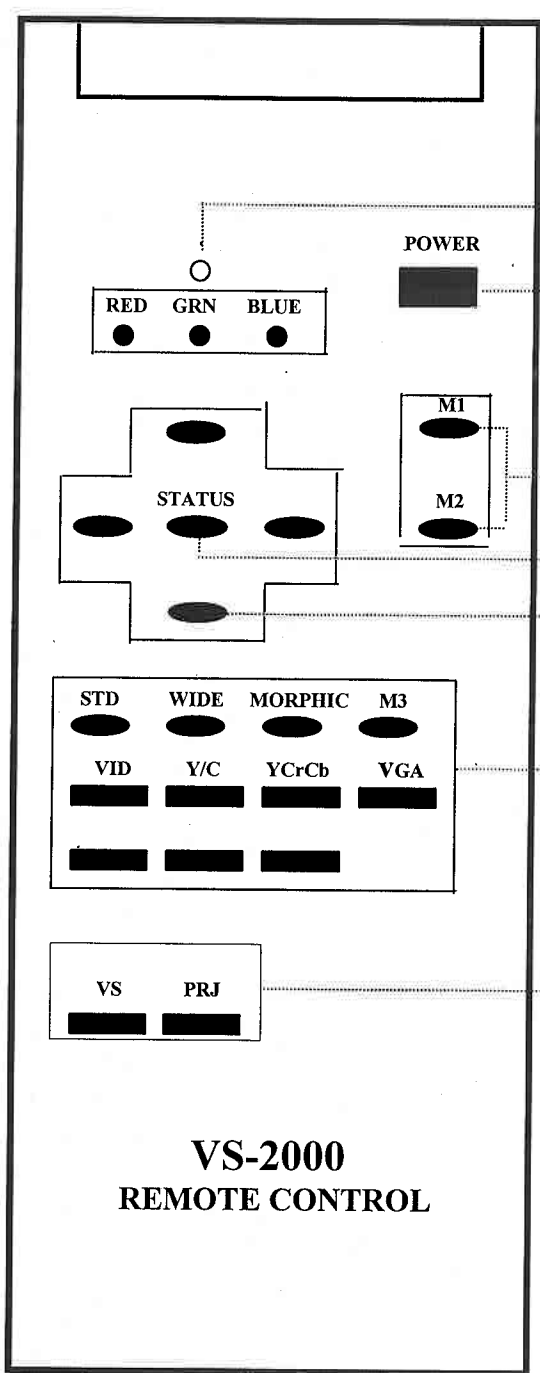 POWER
RED GRN BLUE
M1
STATUS
M2
STD WIDE MORPHIC M3
VID Y/C YCrCb VGA
VS PRJ
VS-2000
REMOTE CONTROL